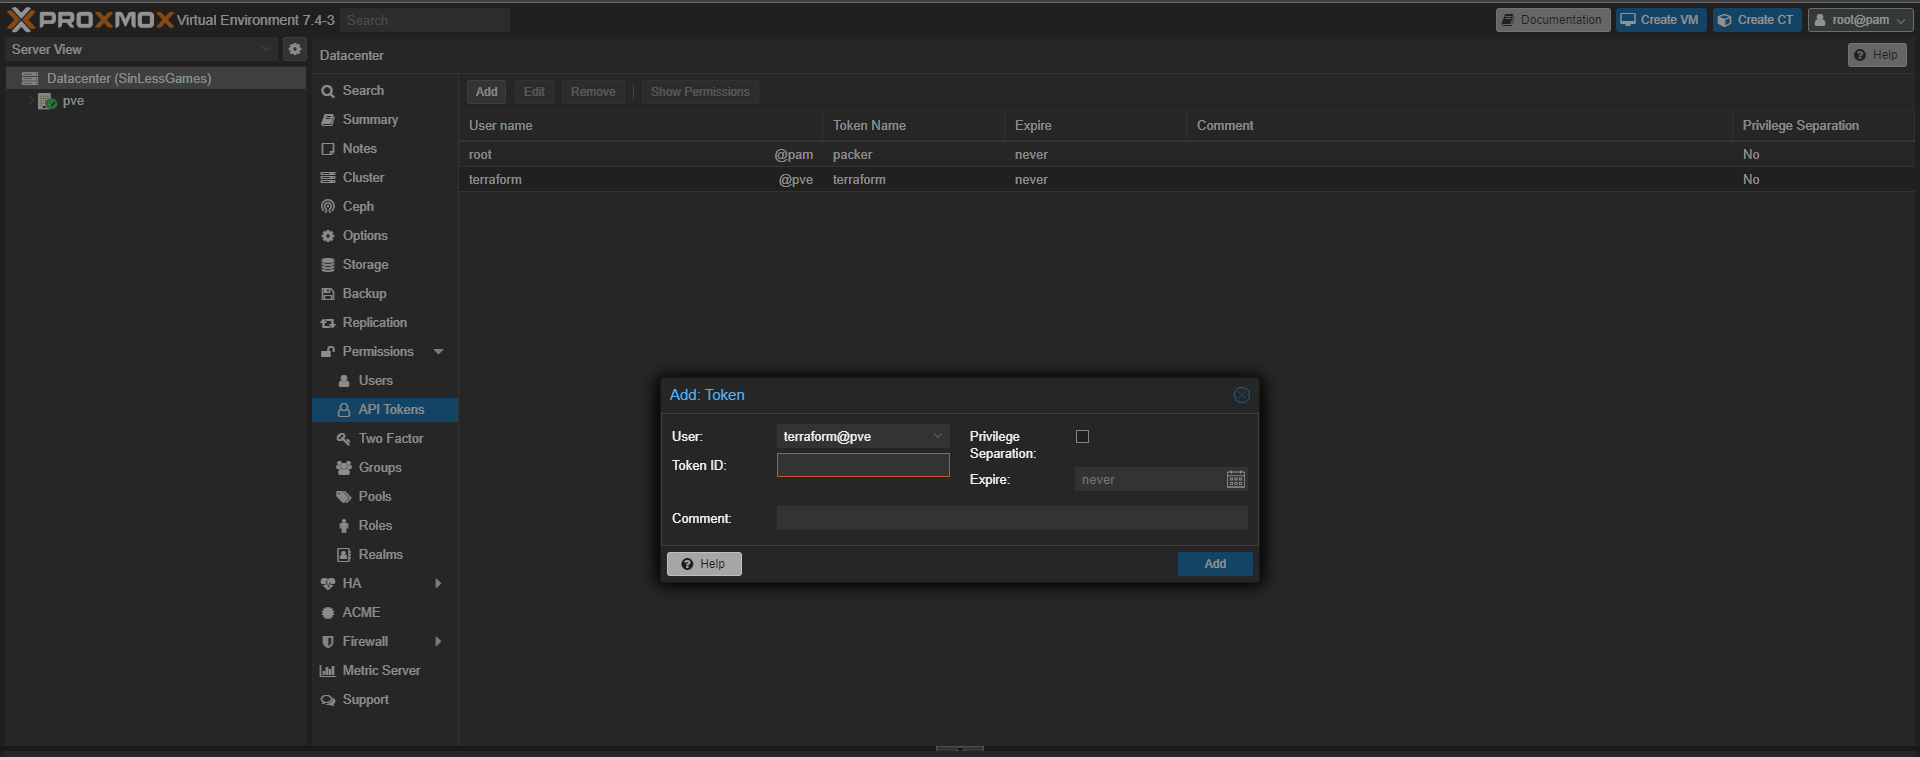 PROXMOX Virtual Environment 7.4-3 Search Documentation Create VM Create CT root@pam
Server View
Datacenter (SinLessGames)
pve
Datacenter Help
Search
Summary
Notes
Cluster
Ceph
Options
Storage
Backup
Replication
Permissions
Users
API Tokens
Two Factor
Groups
Pools
Roles
Realms
HA
ACME
Firewall
Metric Server
Support
Add Edit Remove Show Permissions
User name Token Name Expire Comment Privilege Separation
root @pam packer never No
terraform @pve terraform never No
Add: Token
User: terraform@pve
Token ID:
Privilege
Separation:
Expire: never
Comment:
Help Add